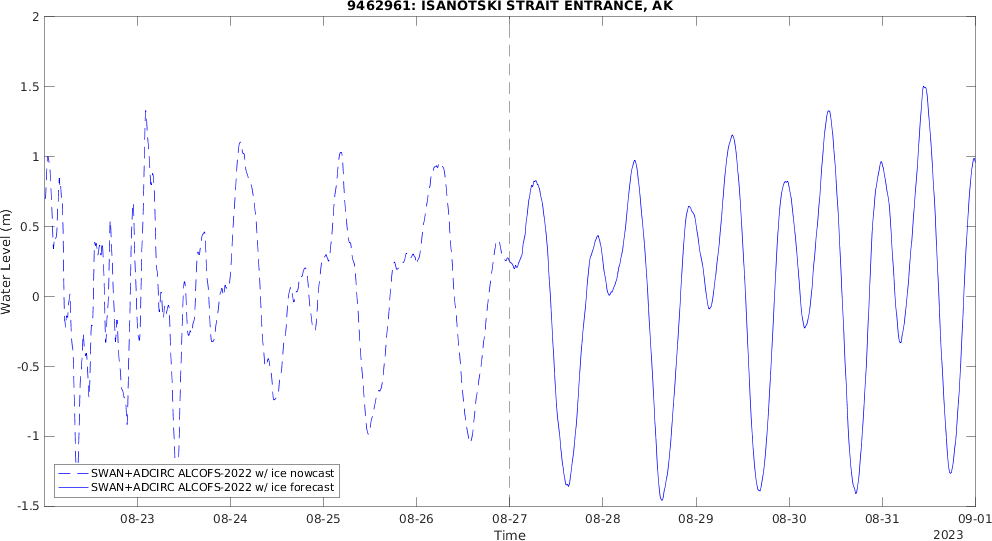 9462961: ISANOTSKI STRAIT ENTRANCE, AK
2
1.5
1
0.5
0
-0.5
-1
-1.5
Water Level (m)
SWAN+ADCIRC ALCOFS-2022 w/ ice nowcast
SWAN+ADCIRC ALCOFS-2022 w/ ice forecast
08-23 08-24 08-25 08-26 08-27 08-28 08-29 08-30 08-31 09-01
Time
2023